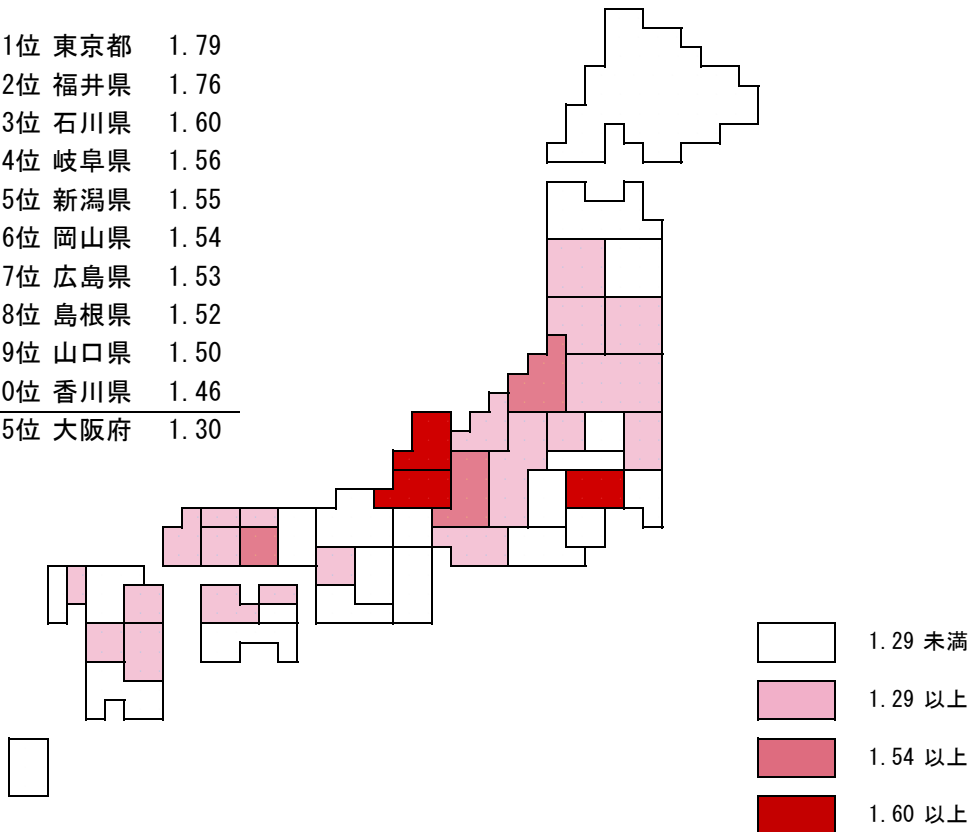 1位 東京都 1.79
2位 福井県 1.76
3位 石川県 1.60
4位 岐阜県 1.56
5位 新潟県 1.55
6位 岡山県 1.54
7位 広島県 1.53
8位 島根県 1.52
9位 山口県 1.50
0位 香川県 1.46
5位 大阪府 1.30
1.29 未満
1.29 以上
1.54 以上
1.60 以上